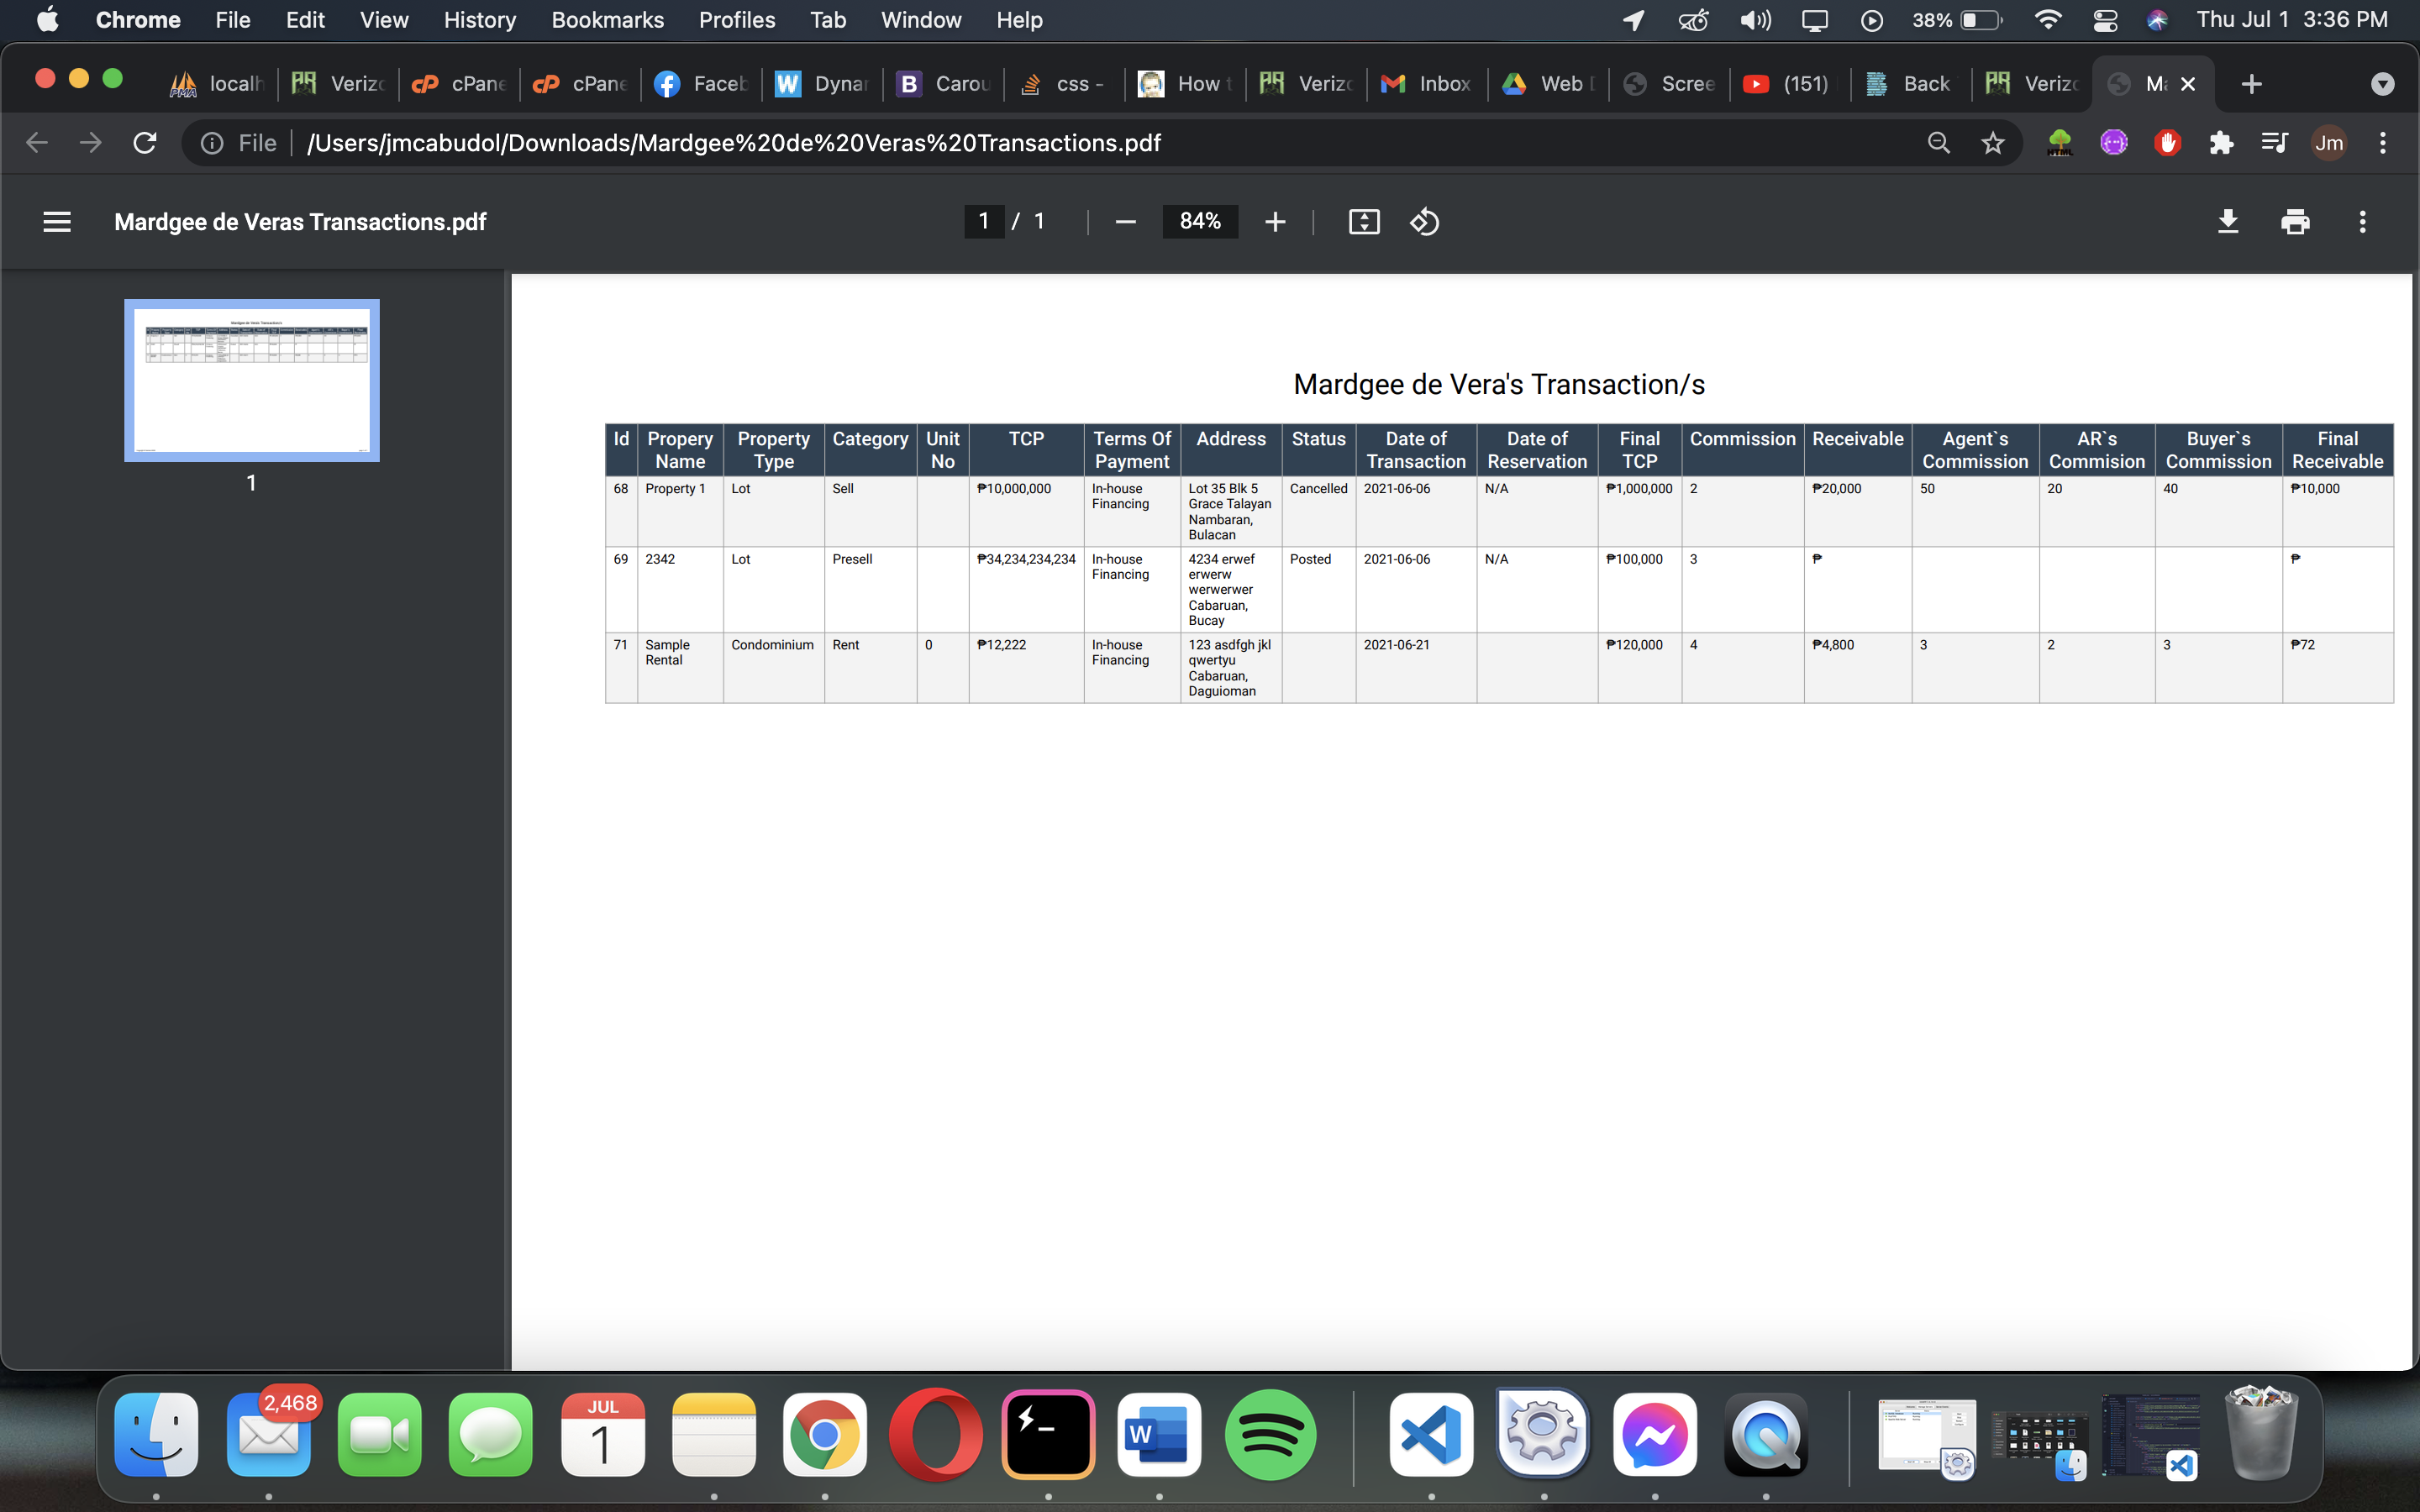 Chrome File Edit View History Bookmarks Profiles Tab Window Help 38% Thu Jul 1 3:36 PM
localh Verizo cPane cPane Faceb Dynar Carou css - How t Verizo Inbox Web Scree (151) Back Verizo Ma
File /Users/jmcabudol/Downloads/Mardgee%20de%20Veras%20Transactions.pdf Jm
Mardgee de Veras Transactions.pdf 1 / 1 84%
1
Mardgee de Vera's Transaction/s
Id Propery Name Property Type Category Unit No TCP Terms Of Payment Address Status Date of Transaction Date of Reservation Final TCP Commission Receivable Agent`s Commission AR`s Commision Buyer`s Commission Final Receivable
68 Property 1 Lot Sell ₱10,000,000 In-house Financing Lot 35 Blk 5 Grace Talayan Nambaran, Bulacan Cancelled 2021-06-06 N/A ₱1,000,000 2 ₱20,000 50 20 40 ₱10,000
69 2342 Lot Presell ₱34,234,234,234 In-house Financing 4234 erwef erwerw werwerwer Cabaruan, Bucay Posted 2021-06-06 N/A ₱100,000 3 ₱ ₱
71 Sample Rental Condominium Rent 0 ₱12,222 In-house Financing 123 asdfgh jkl qwertyu Cabaruan, Daguioman 2021-06-21 ₱120,000 4 ₱4,800 3 2 3 ₱72
2,468
JUL
1